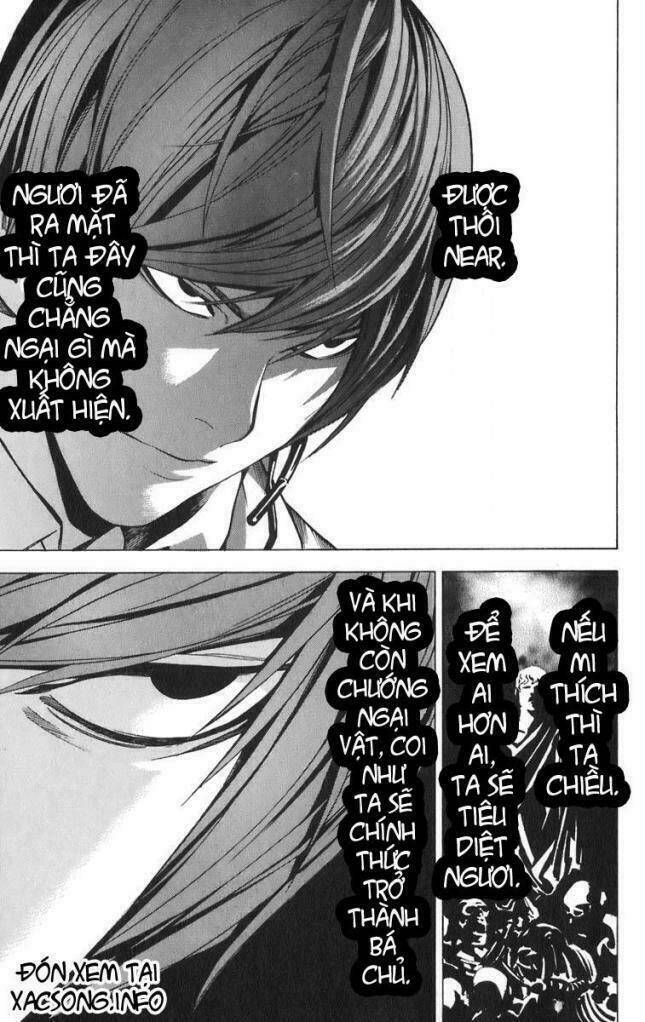 ĐƯỢC
THÔI
NEAR.
NGƯƠI ĐÃ
RA MẶT
THÌ TA ĐÂY
CŨNG
CHẲNG
NGẠI GÌ MÀ
KHÔNG
XUẤT HIỆN.
NẾU
MI
THÍCH
THÌ
TA
CHIỀU.
ĐỂ
XEM
AI
HƠN
AI,
TA SẼ
TIÊU
DIỆT
NGƯƠI.
VÀ KHI
KHÔNG
CÒN
CHƯỚNG
NGẠI
VẬT, COI
NHƯ
TA SẼ
CHÍNH
THỨC
TRỞ
THÀNH
BÁ
CHỦ.
ĐÓN XEM TẠI
XACSONG.INFO